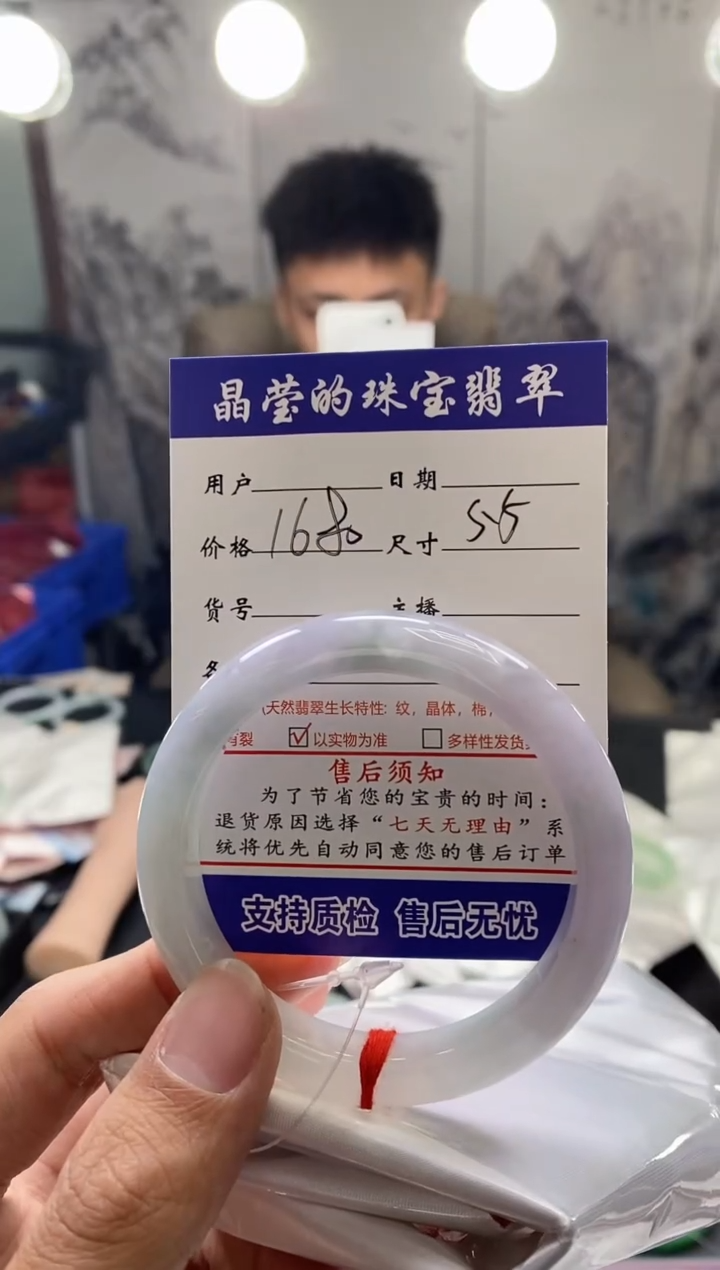 晶莹的珠宝翡翠
用户 日期
价格 1680 尺寸 55
货号 主播
(天然翡翠生长特性: 纹, 晶体, 棉,
有裂 ☑以实物为准 □多样性发货
售后须知
为了节省您的宝贵的时间:
退货原因选择“七天无理由”系
统将优先自动同意您的售后订单
支持质检 售后无忧